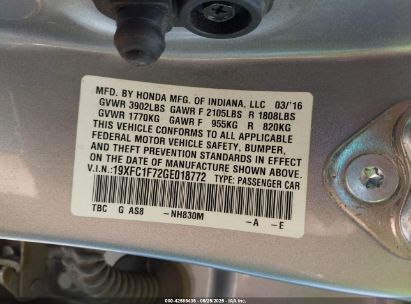 MFD. BY HONDA MFG. OF INDIANA, LLC 03/'16
GVWR 3902LBS GAWR F 2105LBS R 1808LBS
GVWR 1770KG GAWR F 955KG R 820KG
THIS VEHICLE CONFORMS TO ALL APPLICABLE
FEDERAL MOTOR VEHICLE SAFETY, BUMPER,
AND THEFT PREVENTION STANDARDS IN EFFECT
ON THE DATE OF MANUFACTURE SHOWN ABOVE.
V.I.N.:19XFC1F72GE018772 TYPE: PASSENGER CAR
TBC G AS8 -NH830M -A -E